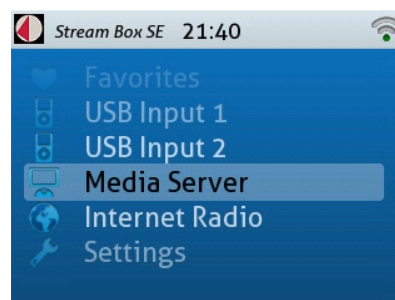 Stream Box SE 21:40
Favorites
USB Input 1
USB Input 2
Media Server
Internet Radio
Settings